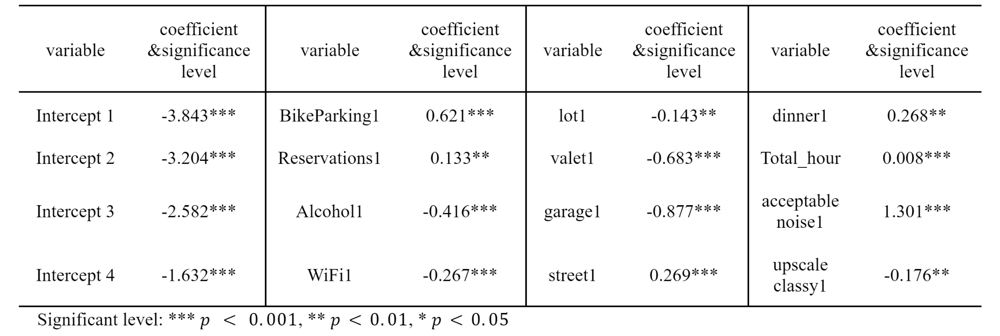 variable coefficient &significance level variable coefficient &significance level variable coefficient &significance level variable coefficient &significance level
Intercept 1 -3.843*** BikeParking1 0.621*** lot1 -0.143** dinner1 0.268**
Intercept 2 -3.204*** Reservations1 0.133** valet1 -0.683*** Total_hour 0.008***
Intercept 3 -2.582*** Alcohol1 -0.416*** garage1 -0.877*** acceptable noise1 1.301***
Intercept 4 -1.632*** WiFi1 -0.267*** street1 0.269*** upscale classy1 -0.176**
Significant level: *** p < 0.001, ** p < 0.01, * p < 0.05